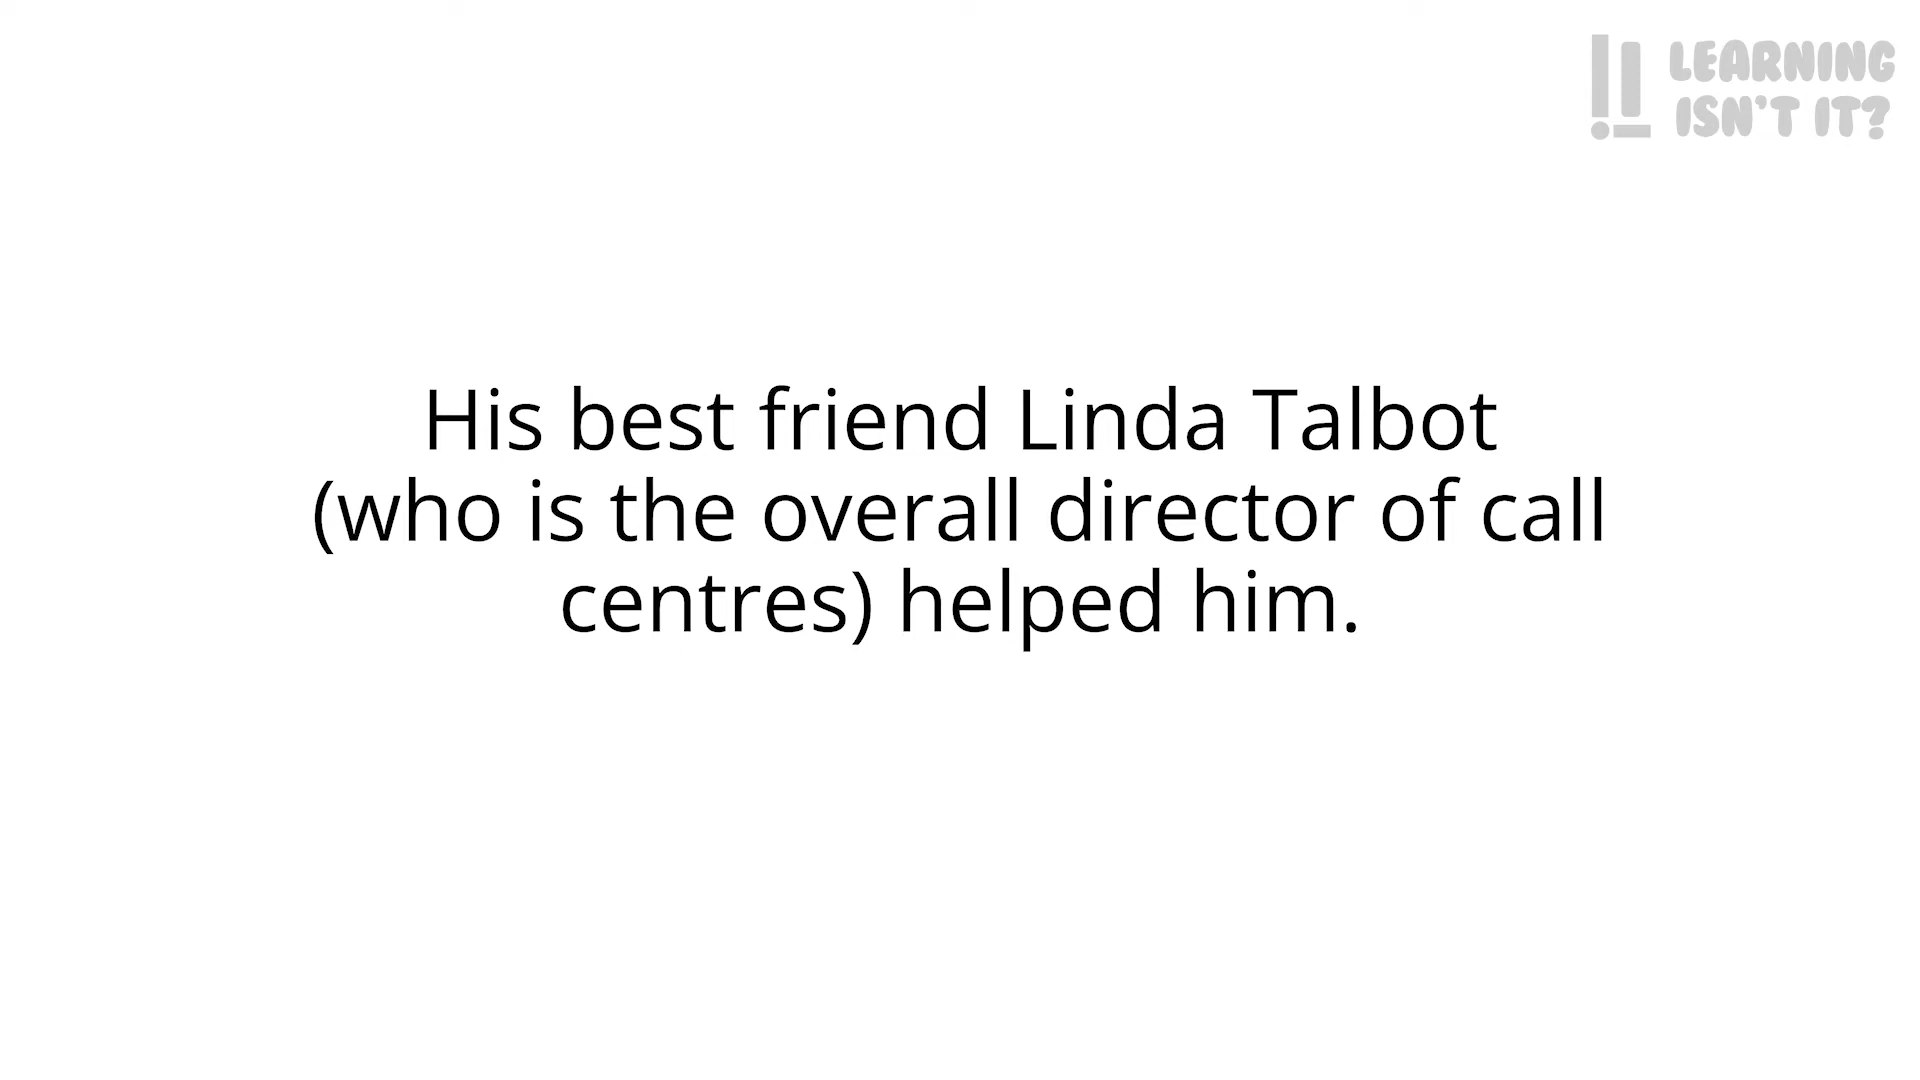 LEARNING
ISN'T IT?
His best friend Linda Talbot
(who is the overall director of call
centres) helped him.